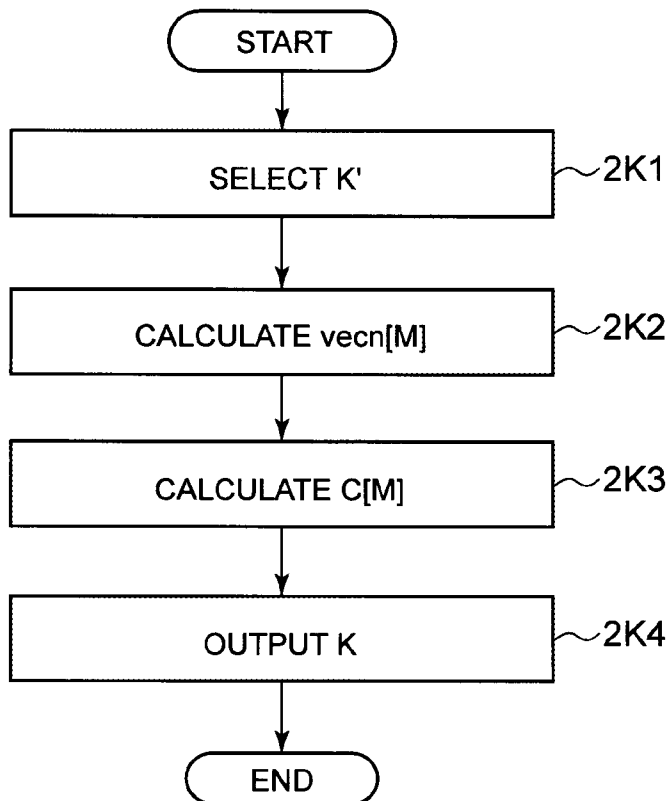 START
SELECT K' 2K1
CALCULATE vecn[M] 2K2
CALCULATE C[M] 2K3
OUTPUT K 2K4
END